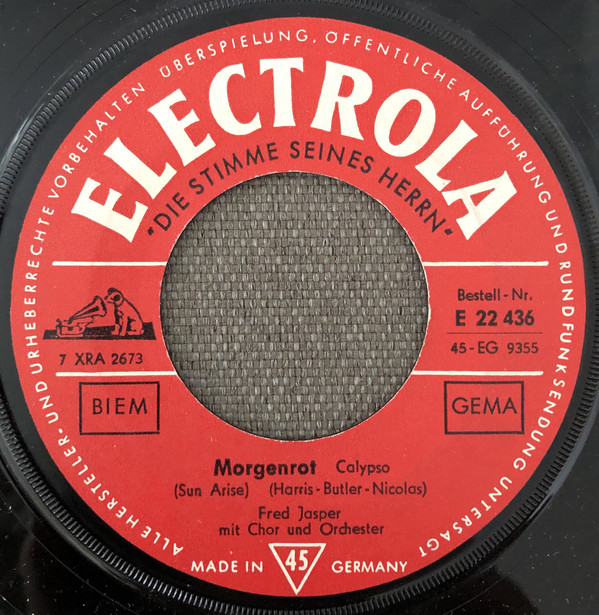 ALLE HERSTELLER- UND URHEBERRECHTE VORBEHALTEN ÜBERSPIELUNG, ÖFFENTLICHE AUFFÜHRUNG UND RUNDFUNKSENDUNG UNTERSAGT
ELECTROLA
"DIE STIMME SEINES HERRN"
Bestell-Nr.
E 22 436
7 XRA 2673
45-EG 9355
BIEM
GEMA
Morgenrot Calypso
(Sun Arise) (Harris-Butler-Nicolas)
Fred Jasper
mit Chor und Orchester
MADE IN 45 GERMANY